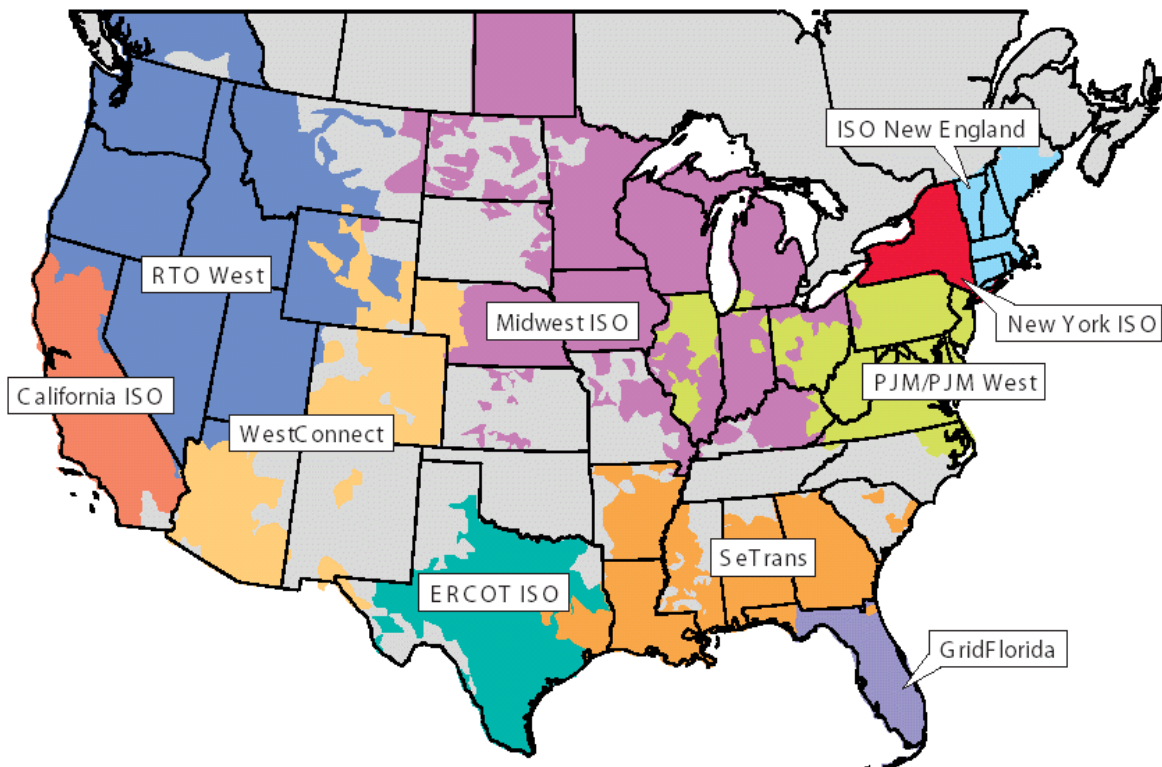 ISO New England
RTO West
Midwest ISO
New York ISO
PJM/PJM West
California ISO
WestConnect
SeTrans
ERCOT ISO
GridFlorida